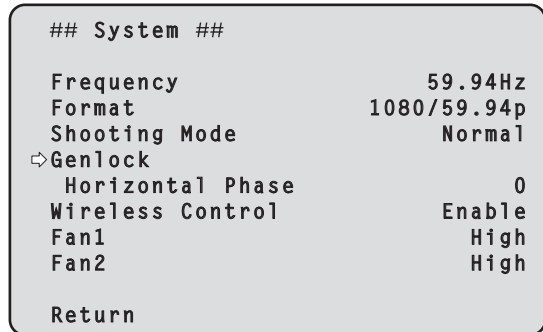 ## System ##
Frequency 59.94Hz
Format 1080/59.94p
Shooting Mode Normal
⇨Genlock
Horizontal Phase 0
Wireless Control Enable
Fan1 High
Fan2 High
Return